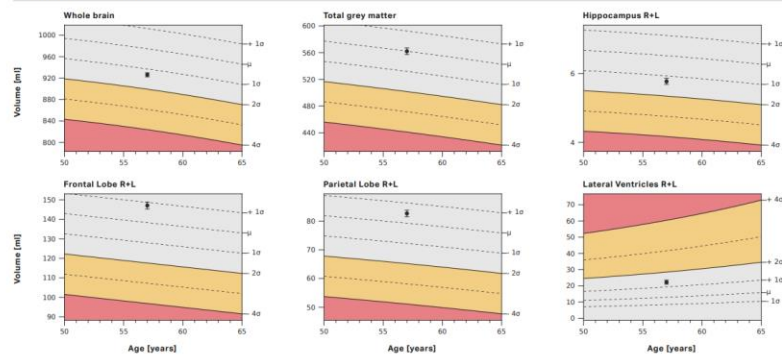 Whole brain
Volume [ml]
1000
960
920
880
840
800
+ 1σ
μ
1σ
2σ
4σ
50
55
60
65
Total grey matter
600
560
520
480
440
+ 1σ
μ
1σ
2σ
4σ
50
55
60
65
Hippocampus R+L
6
4
+ 1σ
μ
1σ
2σ
4σ
50
55
60
65
Frontal Lobe R+L
Volume [ml]
150
140
130
120
110
100
90
+ 1σ
μ
1σ
2σ
4σ
50
55
60
65
Age [years]
Parietal Lobe R+L
80
70
60
50
+ 1σ
μ
1σ
2σ
4σ
50
55
60
65
Age [years]
Lateral Ventricles R+L
70
60
50
40
30
20
10
0
+ 4σ
+ 2σ
+ 1σ
μ
1σ
50
55
60
65
Age [years]